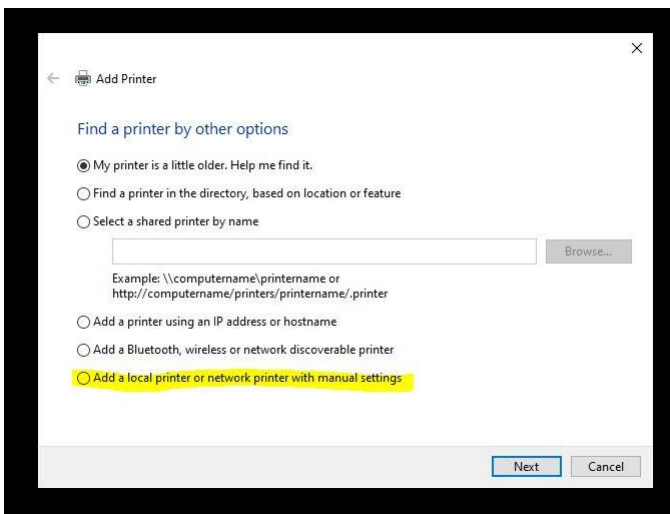 Add Printer
Find a printer by other options
My printer is a little older. Help me find it.
Find a printer in the directory, based on location or feature
Select a shared printer by name
Browse...
Example: \\computername\printername or
http://computername/printers/printername/.printer
Add a printer using an IP address or hostname
Add a Bluetooth, wireless or network discoverable printer
Add a local printer or network printer with manual settings
Next
Cancel